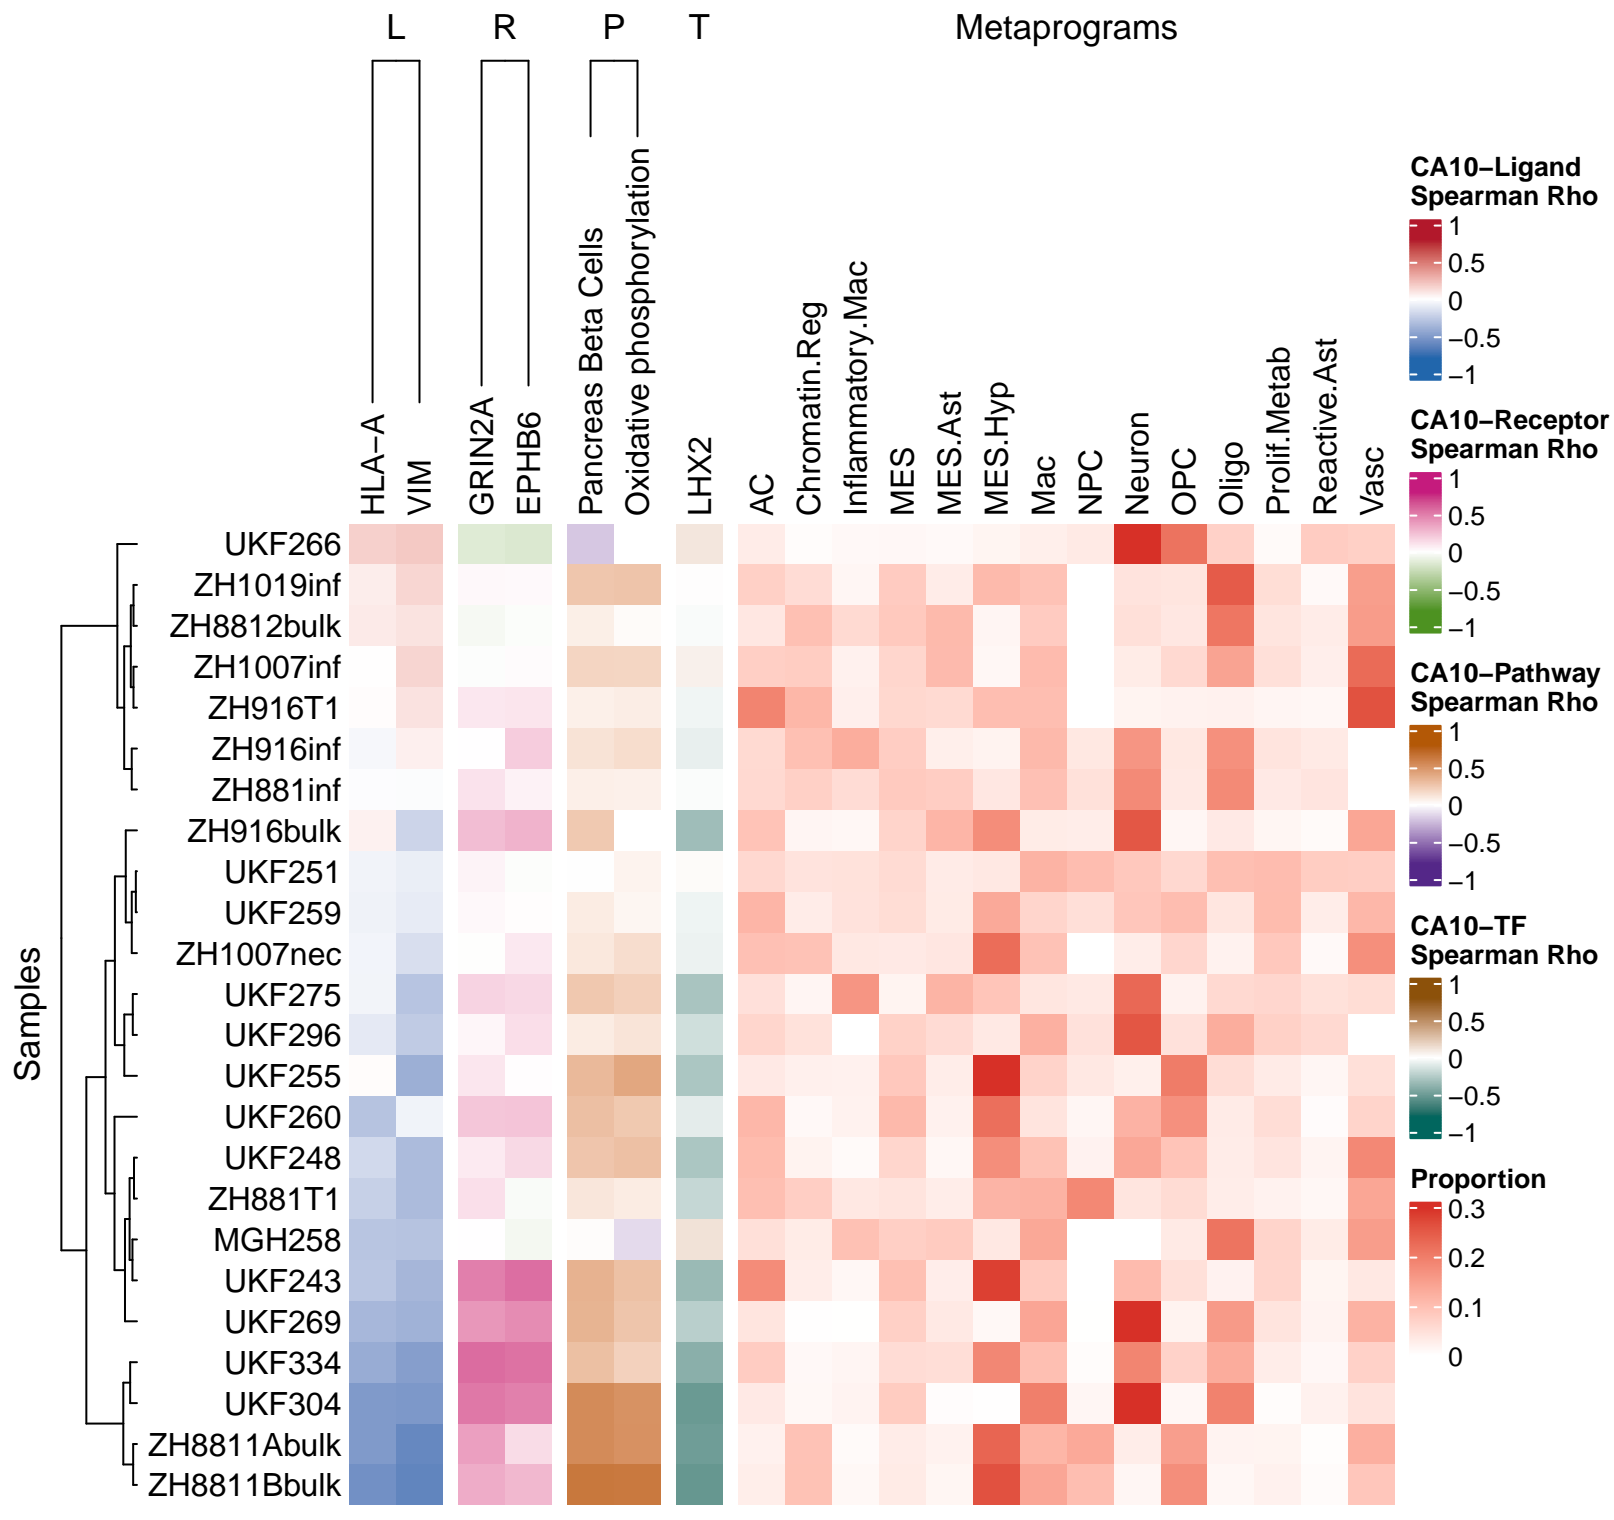 L R P T Metaprograms
HLA−A
VIM
GRIN2A
EPHB6
Pancreas Beta Cells
Oxidative phosphorylation
LHX2
AC
Chromatin.Reg
Inflammatory.Mac
MES
MES.Ast
MES.Hyp
Mac
NPC
Neuron
OPC
Oligo
Prolif.Metab
Reactive.Ast
Vasc
Samples
UKF266
ZH1019inf
ZH8812bulk
ZH1007inf
ZH916T1
ZH916inf
ZH881inf
ZH916bulk
UKF251
UKF259
ZH1007nec
UKF275
UKF296
UKF255
UKF260
UKF248
ZH881T1
MGH258
UKF243
UKF269
UKF334
UKF304
ZH8811Abulk
ZH8811Bbulk
CA10−Ligand
Spearman Rho
1
0.5
0
−0.5
−1
CA10−Receptor
Spearman Rho
1
0.5
0
−0.5
−1
CA10−Pathway
Spearman Rho
1
0.5
0
−0.5
−1
CA10−TF
Spearman Rho
1
0.5
0
−0.5
−1
Proportion
0.3
0.2
0.1
0